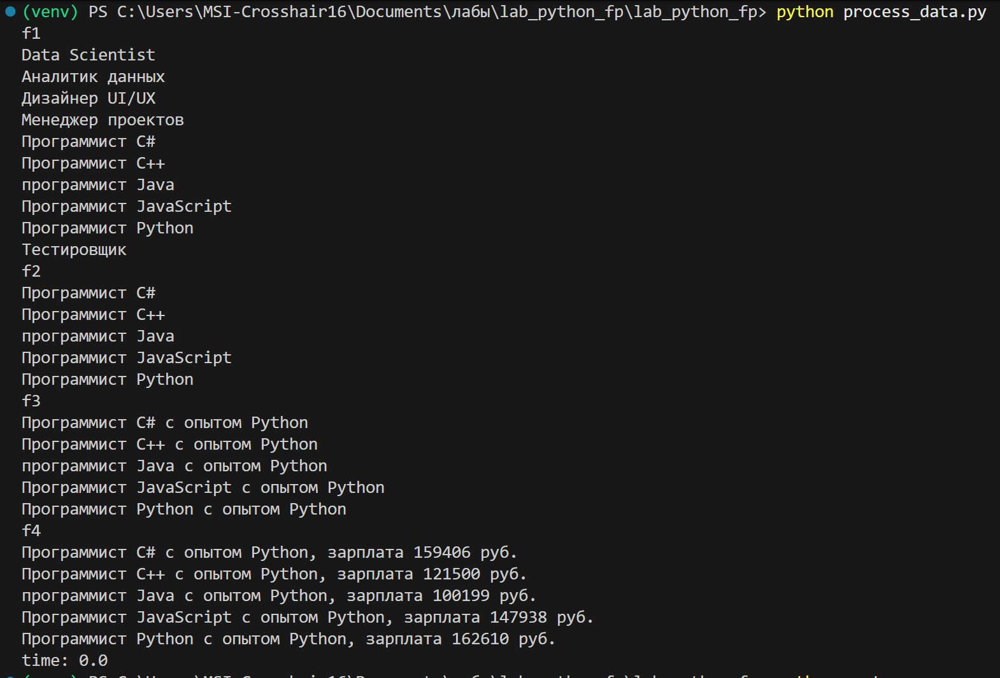 (venv) PS C:\Users\MSI-Crosshair16\Documents\лабы\lab_python_fp\lab_python_fp> python process_data.py
f1
Data Scientist
Аналитик данных
Дизайнер UI/UX
Менеджер проектов
Программист C#
Программист C++
программист Java
Программист JavaScript
Программист Python
Тестировщик
f2
Программист C#
Программист C++
программист Java
Программист JavaScript
Программист Python
f3
Программист C# с опытом Python
Программист C++ с опытом Python
программист Java с опытом Python
Программист JavaScript с опытом Python
Программист Python с опытом Python
f4
Программист C# с опытом Python, зарплата 159406 руб.
Программист C++ с опытом Python, зарплата 121500 руб.
программист Java с опытом Python, зарплата 100199 руб.
Программист JavaScript с опытом Python, зарплата 147938 руб.
Программист Python с опытом Python, зарплата 162610 руб.
time: 0.0